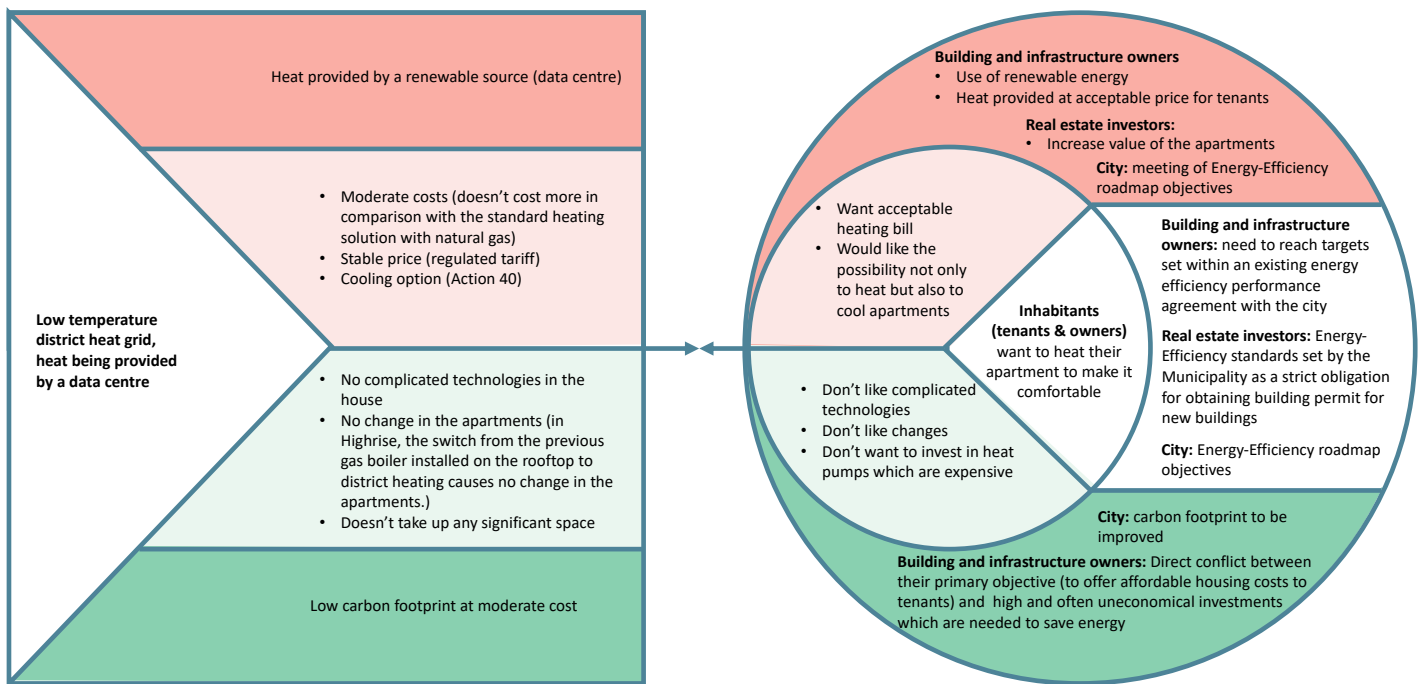 Heat provided by a renewable source (data centre)
• Moderate costs (doesn’t cost more in
comparison with the standard heating
solution with natural gas)
• Stable price (regulated tariff)
• Cooling option (Action 40)
Low temperature
district heat grid,
heat being provided
by a data centre
• No complicated technologies in the
house
• No change in the apartments (in
Highrise, the switch from the previous
gas boiler installed on the rooftop to
district heating causes no change in the
apartments.)
• Doesn’t take up any significant space
Low carbon footprint at moderate cost
Building and infrastructure owners
• Use of renewable energy
• Heat provided at acceptable price for tenants
Real estate investors:
• Increase value of the apartments
City: meeting of Energy-Efficiency
roadmap objectives
• Want acceptable
heating bill
• Would like the
possibility not only
to heat but also to
cool apartments
Inhabitants
(tenants & owners)
want to heat their
apartment to make it
comfortable
• Don’t like complicated
technologies
• Don’t like changes
• Don’t want to invest in heat
pumps which are expensive
Building and infrastructure
owners: need to reach targets
set within an existing energy
efficiency performance
agreement with the city
Real estate investors: Energy-
Efficiency standards set by the
Municipality as a strict obligation
for obtaining building permit for
new buildings
City: Energy-Efficiency roadmap
objectives
City: carbon footprint to be
improved
Building and infrastructure owners: Direct conflict between
their primary objective (to offer affordable housing costs to
tenants) and high and often uneconomical investments
which are needed to save energy